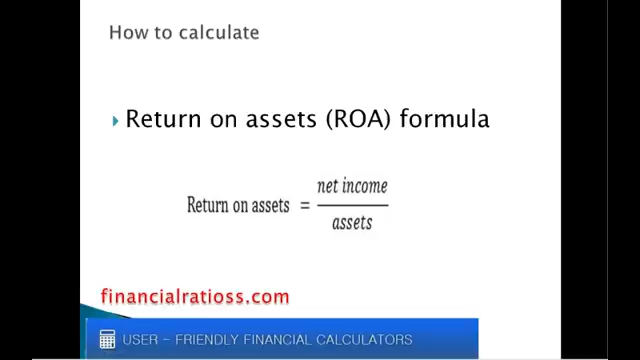 How to calculate
Return on assets (ROA) formula
Return on assets = net income / assets
financialratioss.com
USER - FRIENDLY FINANCIAL CALCULATORS